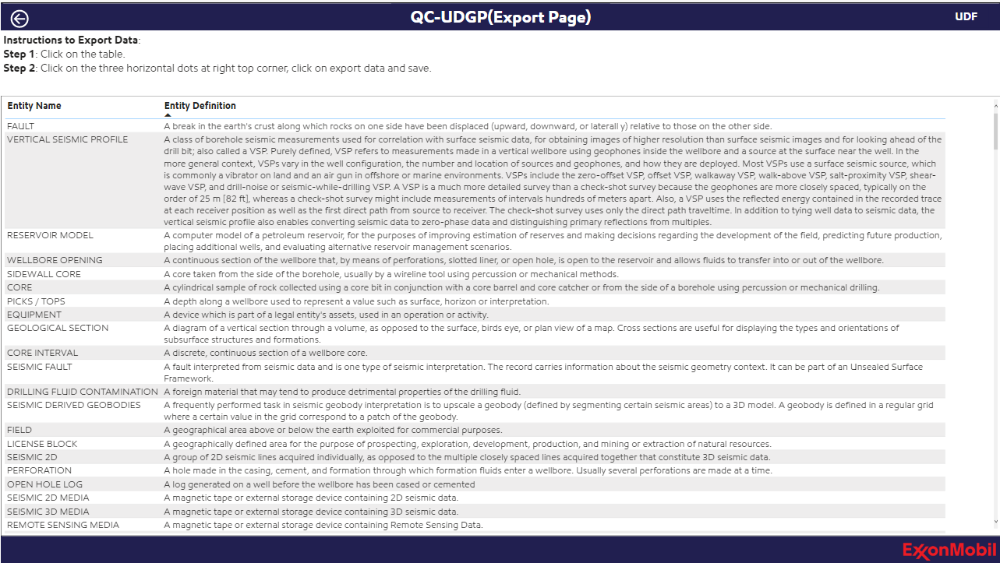 QC-UDGP(Export Page)
UDF
Instructions to Export Data:
Step 1: Click on the table.
Step 2: Click on the three horizontal dots at right top corner, click on export data and save.
Entity Name Entity Definition
FAULT A break in the earth's crust along which rocks on one side have been displaced (upward, downward, or laterall y) relative to those on the other side.
VERTICAL SEISMIC PROFILE A class of borehole seismic measurements used for correlation with surface seismic data, for obtaining images of higher resolution than surface seismic images and for looking ahead of the
drill bit; also called a VSP. Purely defined, VSP refers to measurements made in a vertical wellbore using geophones inside the wellbore and a source at the surface near the well. In the
more general context, VSPs vary in the well configuration, the number and location of sources and geophones, and how they are deployed. Most VSPs use a surface seismic source, which
is commonly a vibrator on land and an air gun in offshore or marine environments. VSPs include the zero-offset VSP, offset VSP, walkaway VSP, walk-above VSP, salt-proximity VSP, shear-
wave VSP, and drill-noise or seismic-while-drilling VSP. A VSP is a much more detailed survey than a check-shot survey because the geophones are more closely spaced, typically on the
order of 25 m [82 ft], whereas a check-shot survey might include measurements of intervals hundreds of meters apart. Also, a VSP uses the reflected energy contained in the recorded trace
at each receiver position as well as the first direct path from source to receiver. The check-shot survey uses only the direct path traveltime. In addition to tying well data to seismic data, the
vertical seismic profile also enables converting seismic data to zero-phase data and distinguishing primary reflections from multiples.
RESERVOIR MODEL A computer model of a petroleum reservoir, for the purposes of improving estimation of reserves and making decisions regarding the development of the field, predicting future production,
placing additional wells, and evaluating alternative reservoir management scenarios.
WELLBORE OPENING A continuous section of the wellbore that, by means of perforations, slotted liner, or open hole, is open to the reservoir and allows fluids to transfer into or out of the wellbore.
SIDEWALL CORE A core taken from the side of the borehole, usually by a wireline tool using percussion or mechanical methods.
CORE A cylindrical sample of rock collected using a core bit in conjunction with a core barrel and core catcher or from the side of a borehole using percussion or mechanical drilling.
PICKS / TOPS A depth along a wellbore used to represent a value such as surface, horizon or interpretation.
EQUIPMENT A device which is part of a legal entity's assets, used in an operation or activity.
GEOLOGICAL SECTION A diagram of a vertical section through a volume, as opposed to the surface, birds eye, or plan view of a map. Cross sections are useful for displaying the types and orientations of
subsurface structures and formations.
CORE INTERVAL A discrete, continuous section of a wellbore core.
SEISMIC FAULT A fault interpreted from seismic data and is one type of seismic interpretation. The record carries information about the seismic geometry context. It can be part of an Unsealed Surface
Framework.
DRILLING FLUID CONTAMINATION A foreign material that may tend to produce detrimental properties of the drilling fluid.
SEISMIC DERIVED GEOBODIES A frequently performed task in seismic geobody interpretation is to upscale a geobody (defined by segmenting certain seismic areas) to a 3D model. A geobody is defined in a regular grid
where a certain value in the grid correspond to a patch of the geobody.
FIELD A geographical area above or below the earth exploited for commercial purposes.
LICENSE BLOCK A geographically defined area for the purpose of prospecting, exploration, development, production, and mining or extraction of natural resources.
SEISMIC 2D A group of 2D seismic lines acquired individually, as opposed to the multiple closely spaced lines acquired together that constitute 3D seismic data.
PERFORATION A hole made in the casing, cement, and formation through which formation fluids enter a wellbore. Usually several perforations are made at a time.
OPEN HOLE LOG A log generated on a well before the wellbore has been cased or cemented
SEISMIC 2D MEDIA A magnetic tape or external storage device containing 2D seismic data.
SEISMIC 3D MEDIA A magnetic tape or external storage device containing 3D seismic data.
REMOTE SENSING MEDIA A magnetic tape or external storage device containing Remote Sensing Data.
ExxonMobil